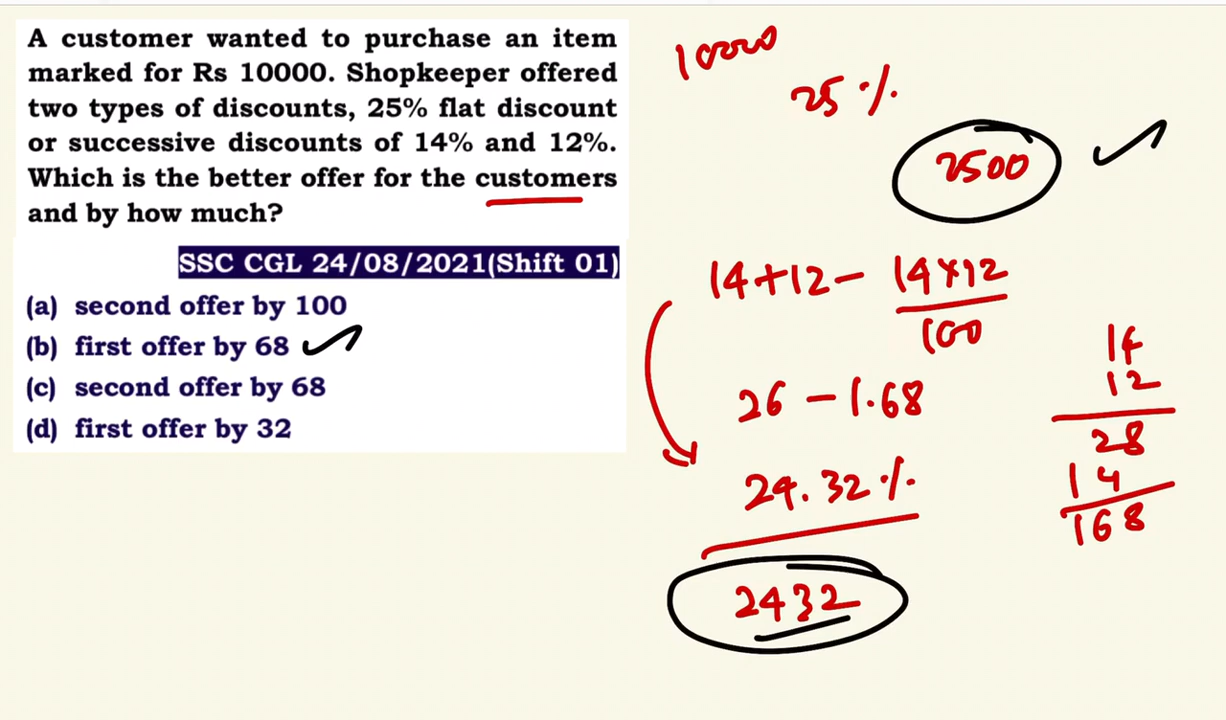 A customer wanted to purchase an item
marked for Rs 10000. Shopkeeper offered
two types of discounts, 25% flat discount
or successive discounts of 14% and 12%.
Which is the better offer for the customers
and by how much?
SSC CGL 24/08/2021(Shift 01)
(a) second offer by 100
(b) first offer by 68
(c) second offer by 68
(d) first offer by 32
10000
25 %
2500
14+12- 14×12
100
26 - 1.68
24.32 %
2432
14
12
28
14
168